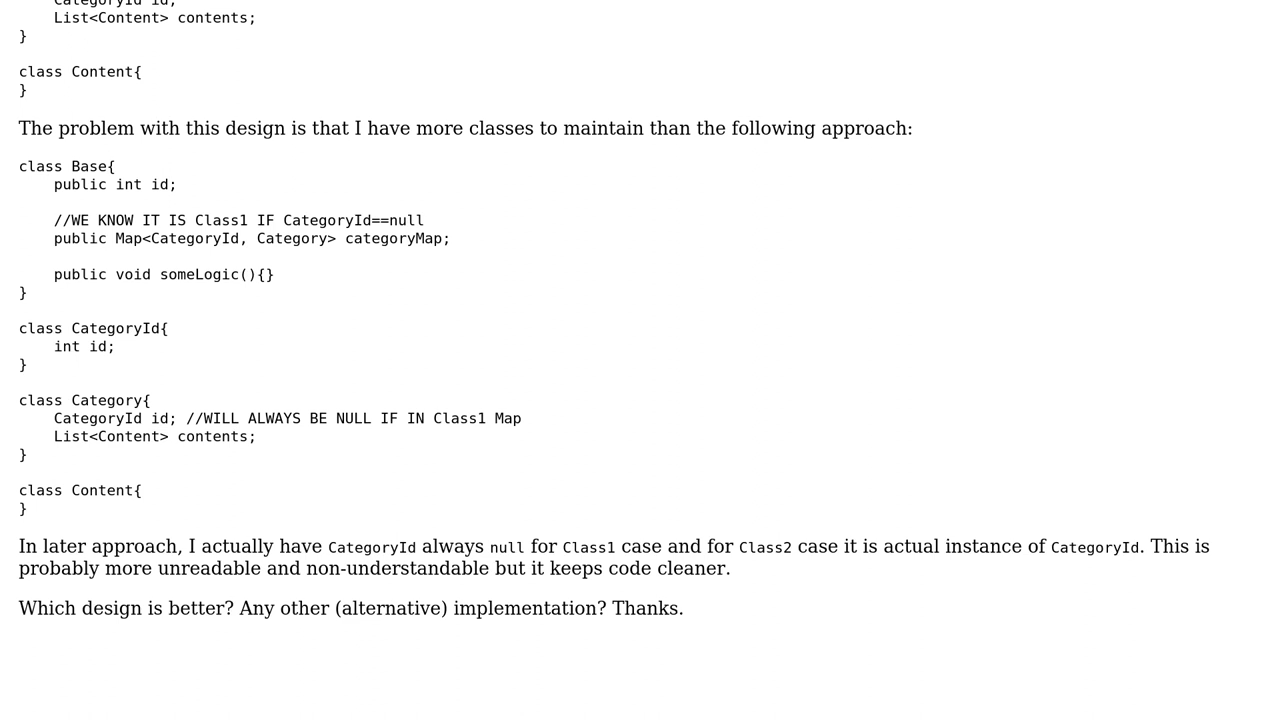 CategoryId id;
    List<Content> contents;
}

class Content{
}
The problem with this design is that I have more classes to maintain than the following approach:
class Base{
    public int id;

    //WE KNOW IT IS Class1 IF CategoryId==null
    public Map<CategoryId, Category> categoryMap;

    public void someLogic(){}
}

class CategoryId{
    int id;
}

class Category{
    CategoryId id; //WILL ALWAYS BE NULL IF IN Class1 Map
    List<Content> contents;
}

class Content{
}
In later approach, I actually have CategoryId always null for Class1 case and for Class2 case it is actual instance of CategoryId. This is
probably more unreadable and non-understandable but it keeps code cleaner.
Which design is better? Any other (alternative) implementation? Thanks.